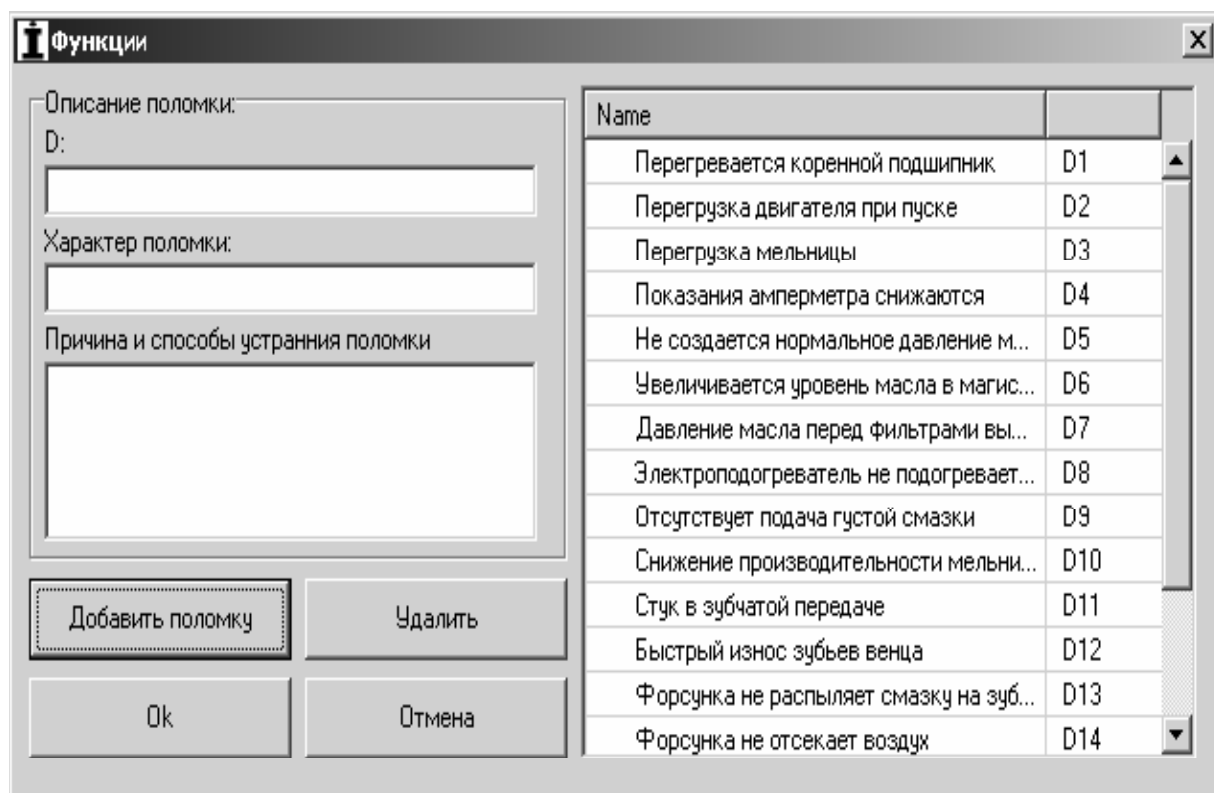 Функции
Описание поломки:
D:
Характер поломки:
Причина и способы устранния поломки
Добавить поломку
Удалить
Ok
Отмена
Name
Перегревается коренной подшипник D1
Перегрузка двигателя при пуске D2
Перегрузка мельницы D3
Показания амперметра снижаются D4
Не создается нормальное давление м... D5
Увеличивается уровень масла в магис... D6
Давление масла перед фильтрами вы... D7
Электроподогреватель не подогревает... D8
Отсутствует подача густой смазки D9
Снижение производительности мельни... D10
Стук в зубчатой передаче D11
Быстрый износ зубьев венца D12
Форсунка не распыляет смазку на зуб... D13
Форсунка не отсекает воздух D14